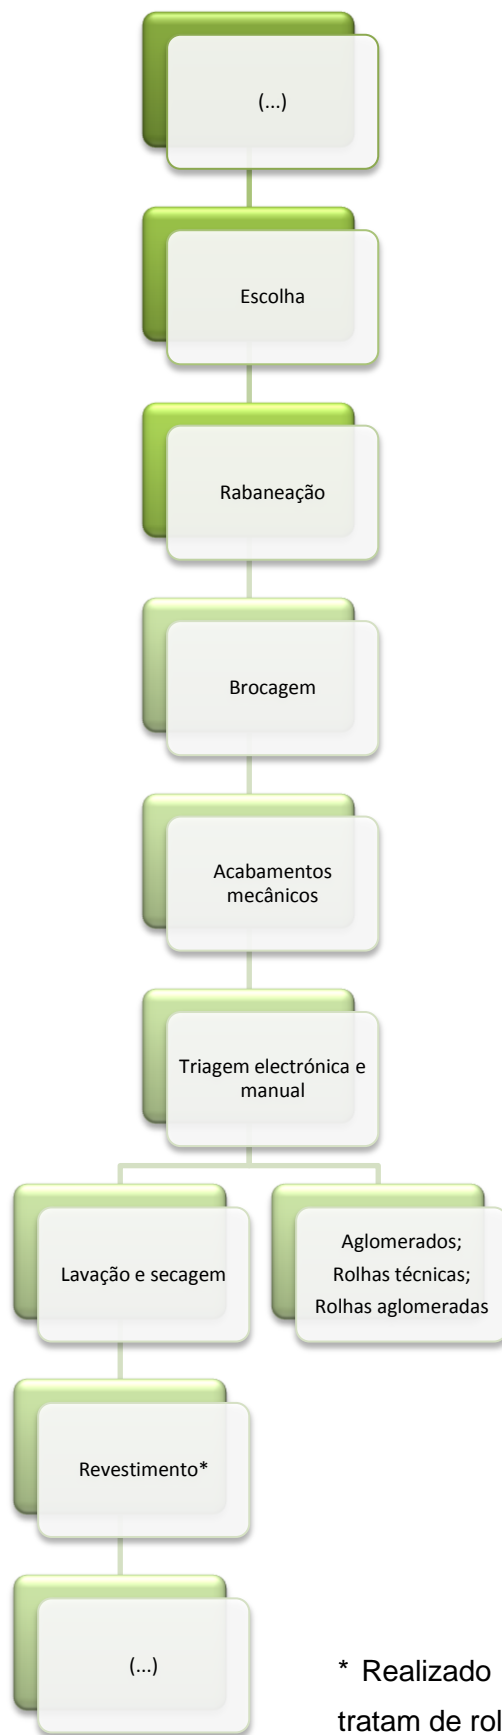 (...)
Escolha
Rabaneação
Brocagem
Acabamentos
mecânicos
Triagem electrónica e
manual
Lavação e secagem
Aglomerados;
Rolhas técnicas;
Rolhas aglomeradas
Revestimento*
(...)
* Realizado
tratam de rol